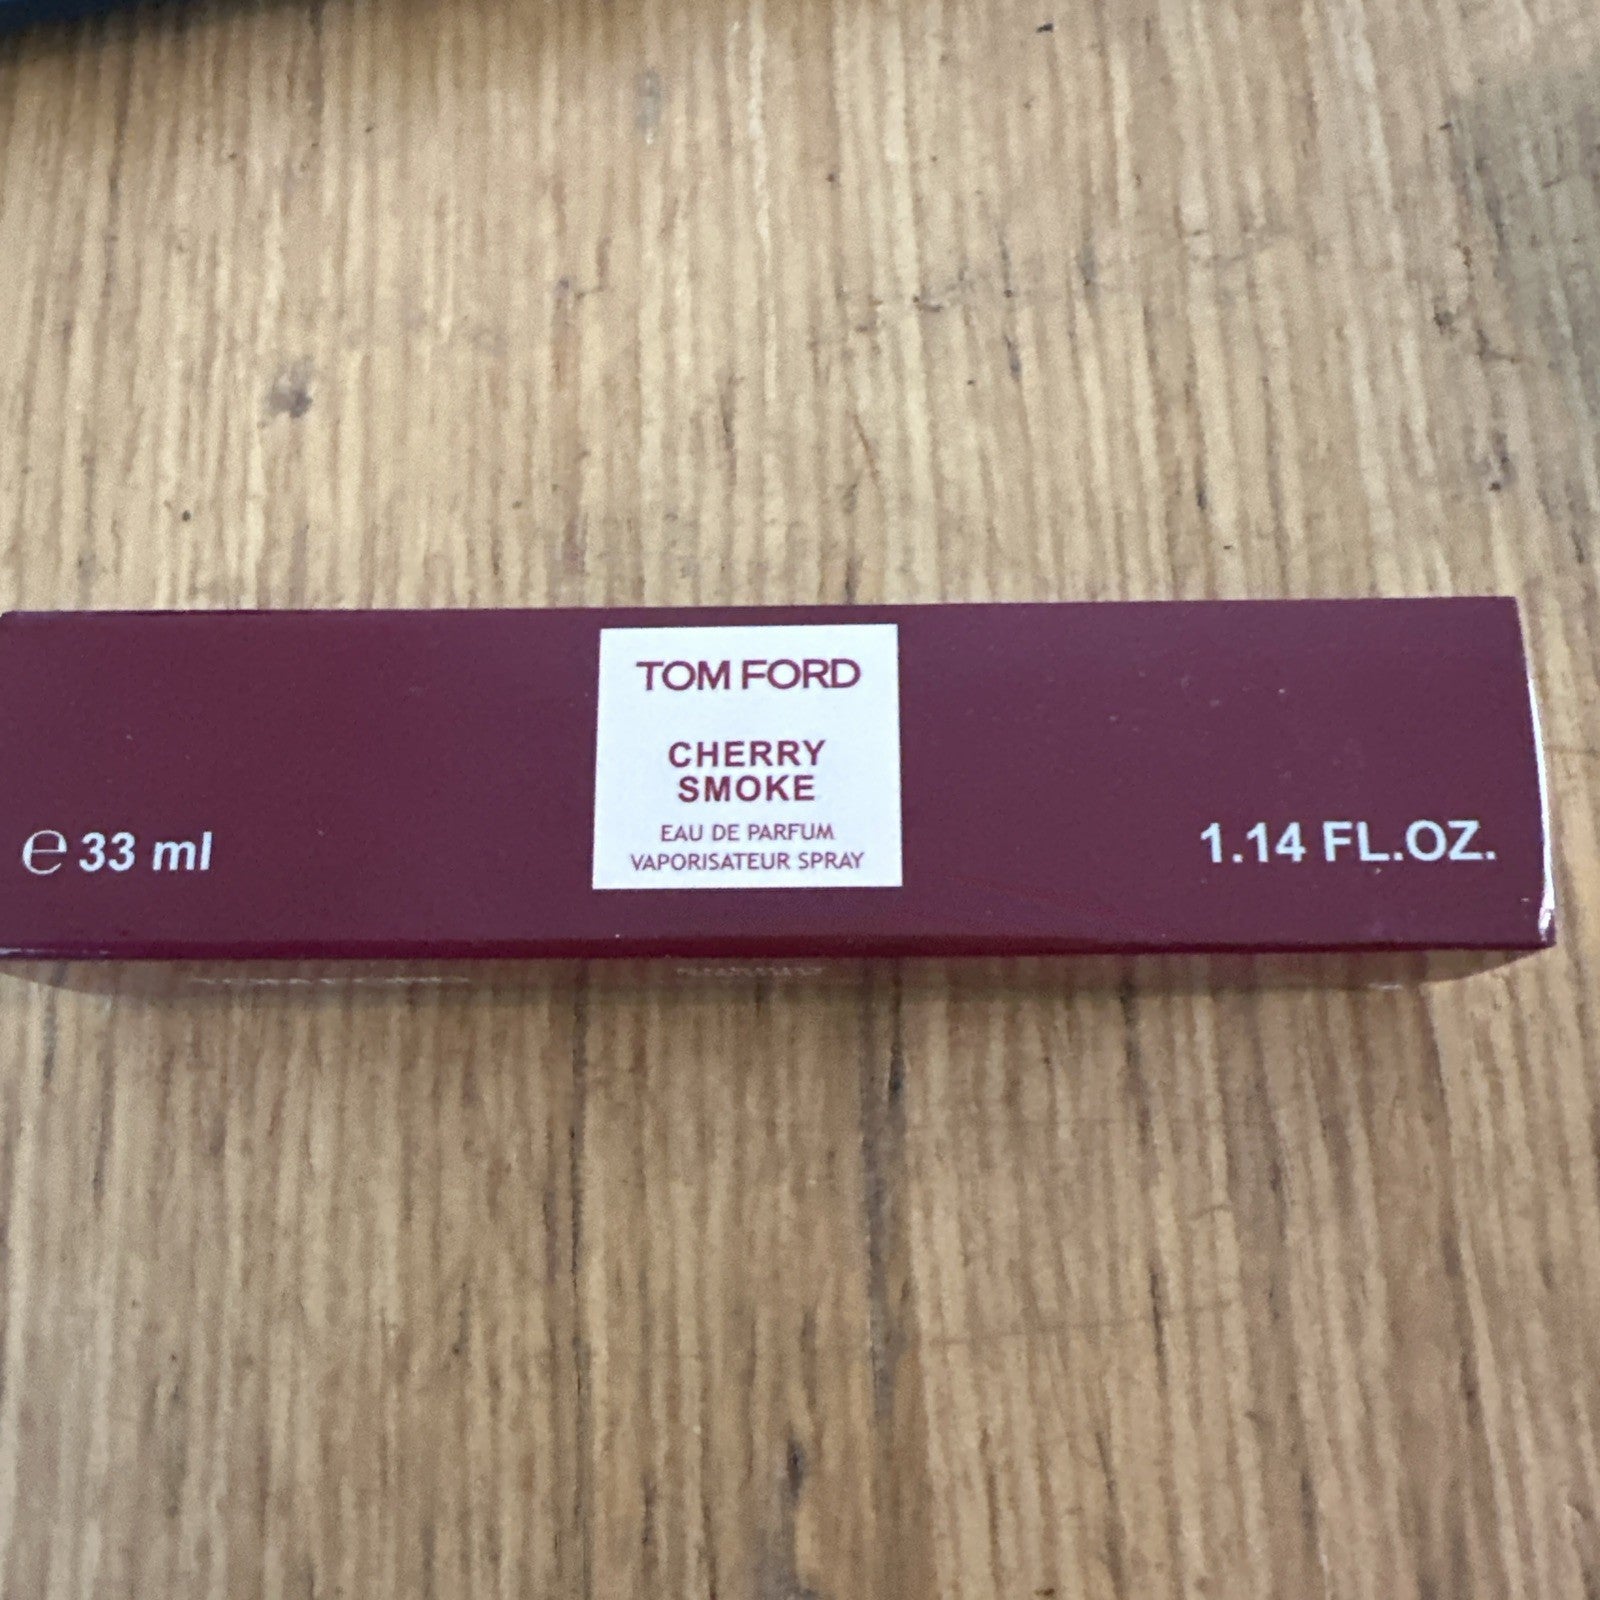 TOM FORD
CHERRY
SMOKE
EAU DE PARFUM
VAPORISATEUR SPRAY
℮ 33 ml
1.14 FL.OZ.